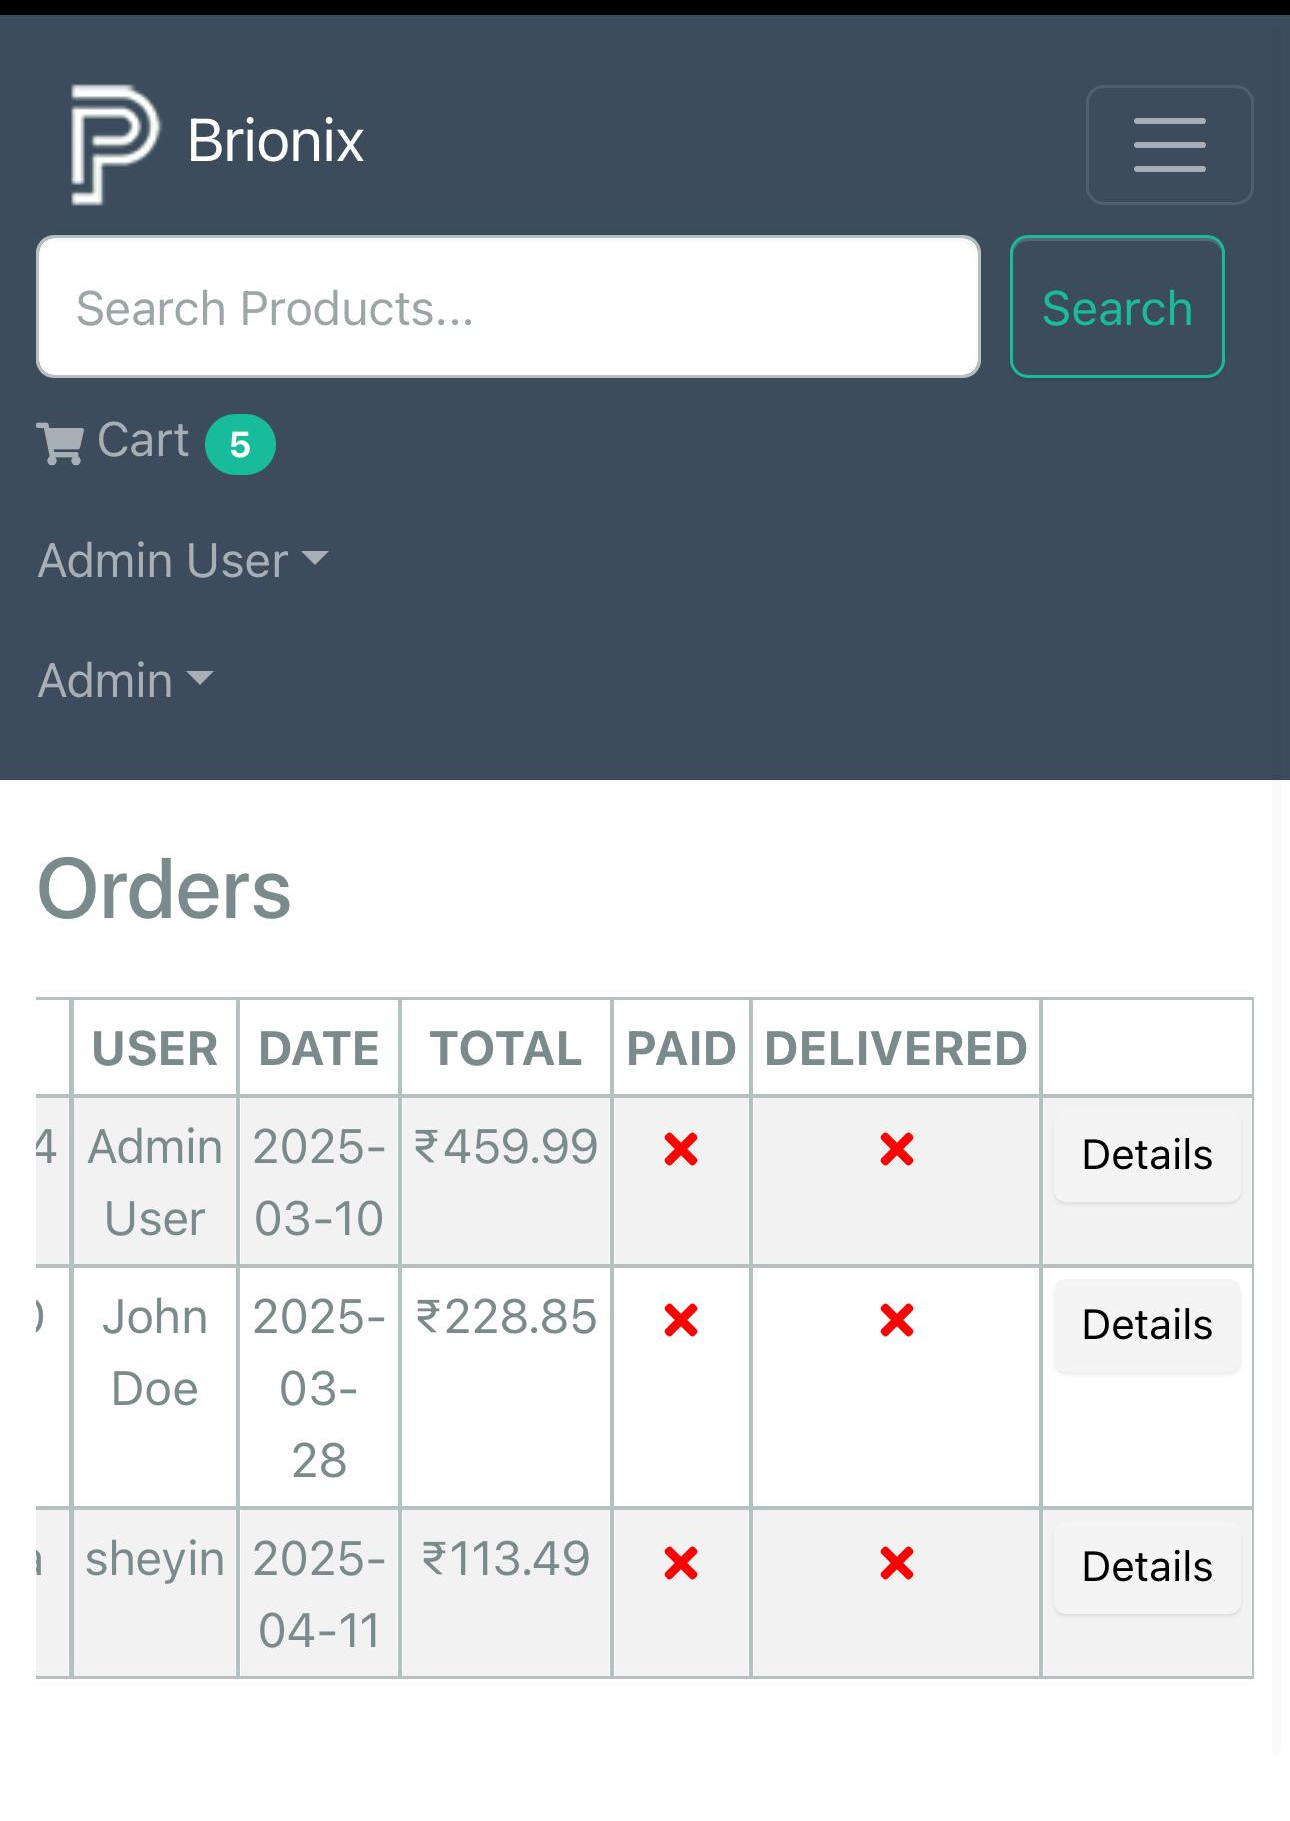 Brionix
Search Products...
Search
Cart 5
Admin User
Admin
Orders
USER DATE TOTAL PAID DELIVERED
4 Admin 2025- ₹459.99 Details
User 03-10
John 2025- ₹228.85 Details
Doe 03-
28
sheyin 2025- ₹113.49 Details
04-11